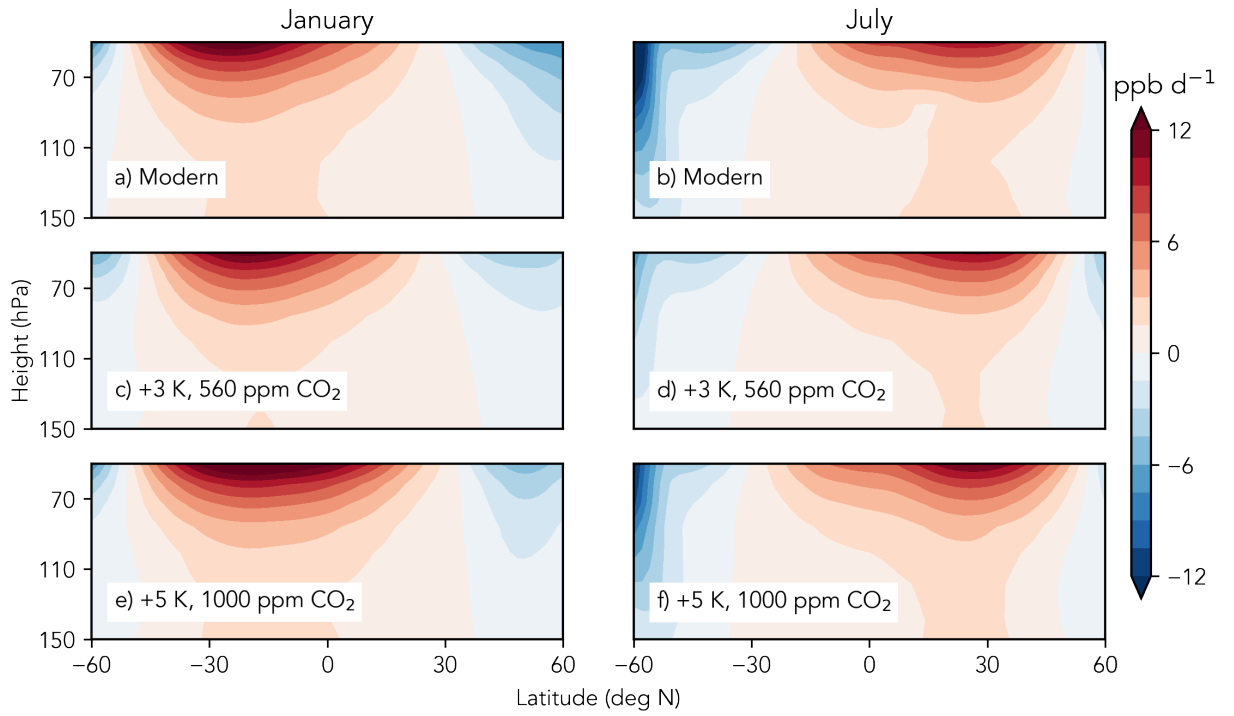 January
July
ppb d⁻¹
70
110
150
a) Modern
b) Modern
12
6
0
−6
−12
Height (hPa)
70
110
150
c) +3 K, 560 ppm CO₂
d) +3 K, 560 ppm CO₂
70
110
150
e) +5 K, 1000 ppm CO₂
f) +5 K, 1000 ppm CO₂
−60 −30 0 30 60
−60 −30 0 30 60
Latitude (deg N)